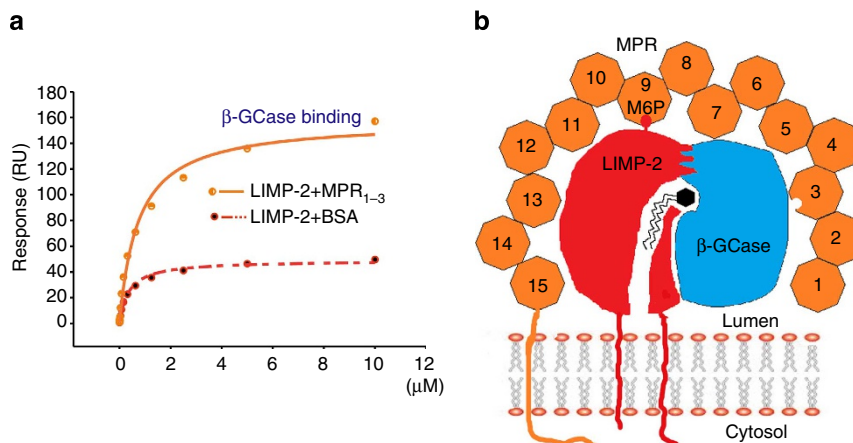 a
180
160
140
120
100
80
60
40
20
0
Response (RU)
β-GCase binding
LIMP-2+MPR1–3
LIMP-2+BSA
0 2 4 6 8 10 12
(μM)
b
MPR
8
10 9 6
M6P
11 7 5
12 4
LIMP-2
13 3
14 2
β-GCase
15 1
Lumen
Cytosol